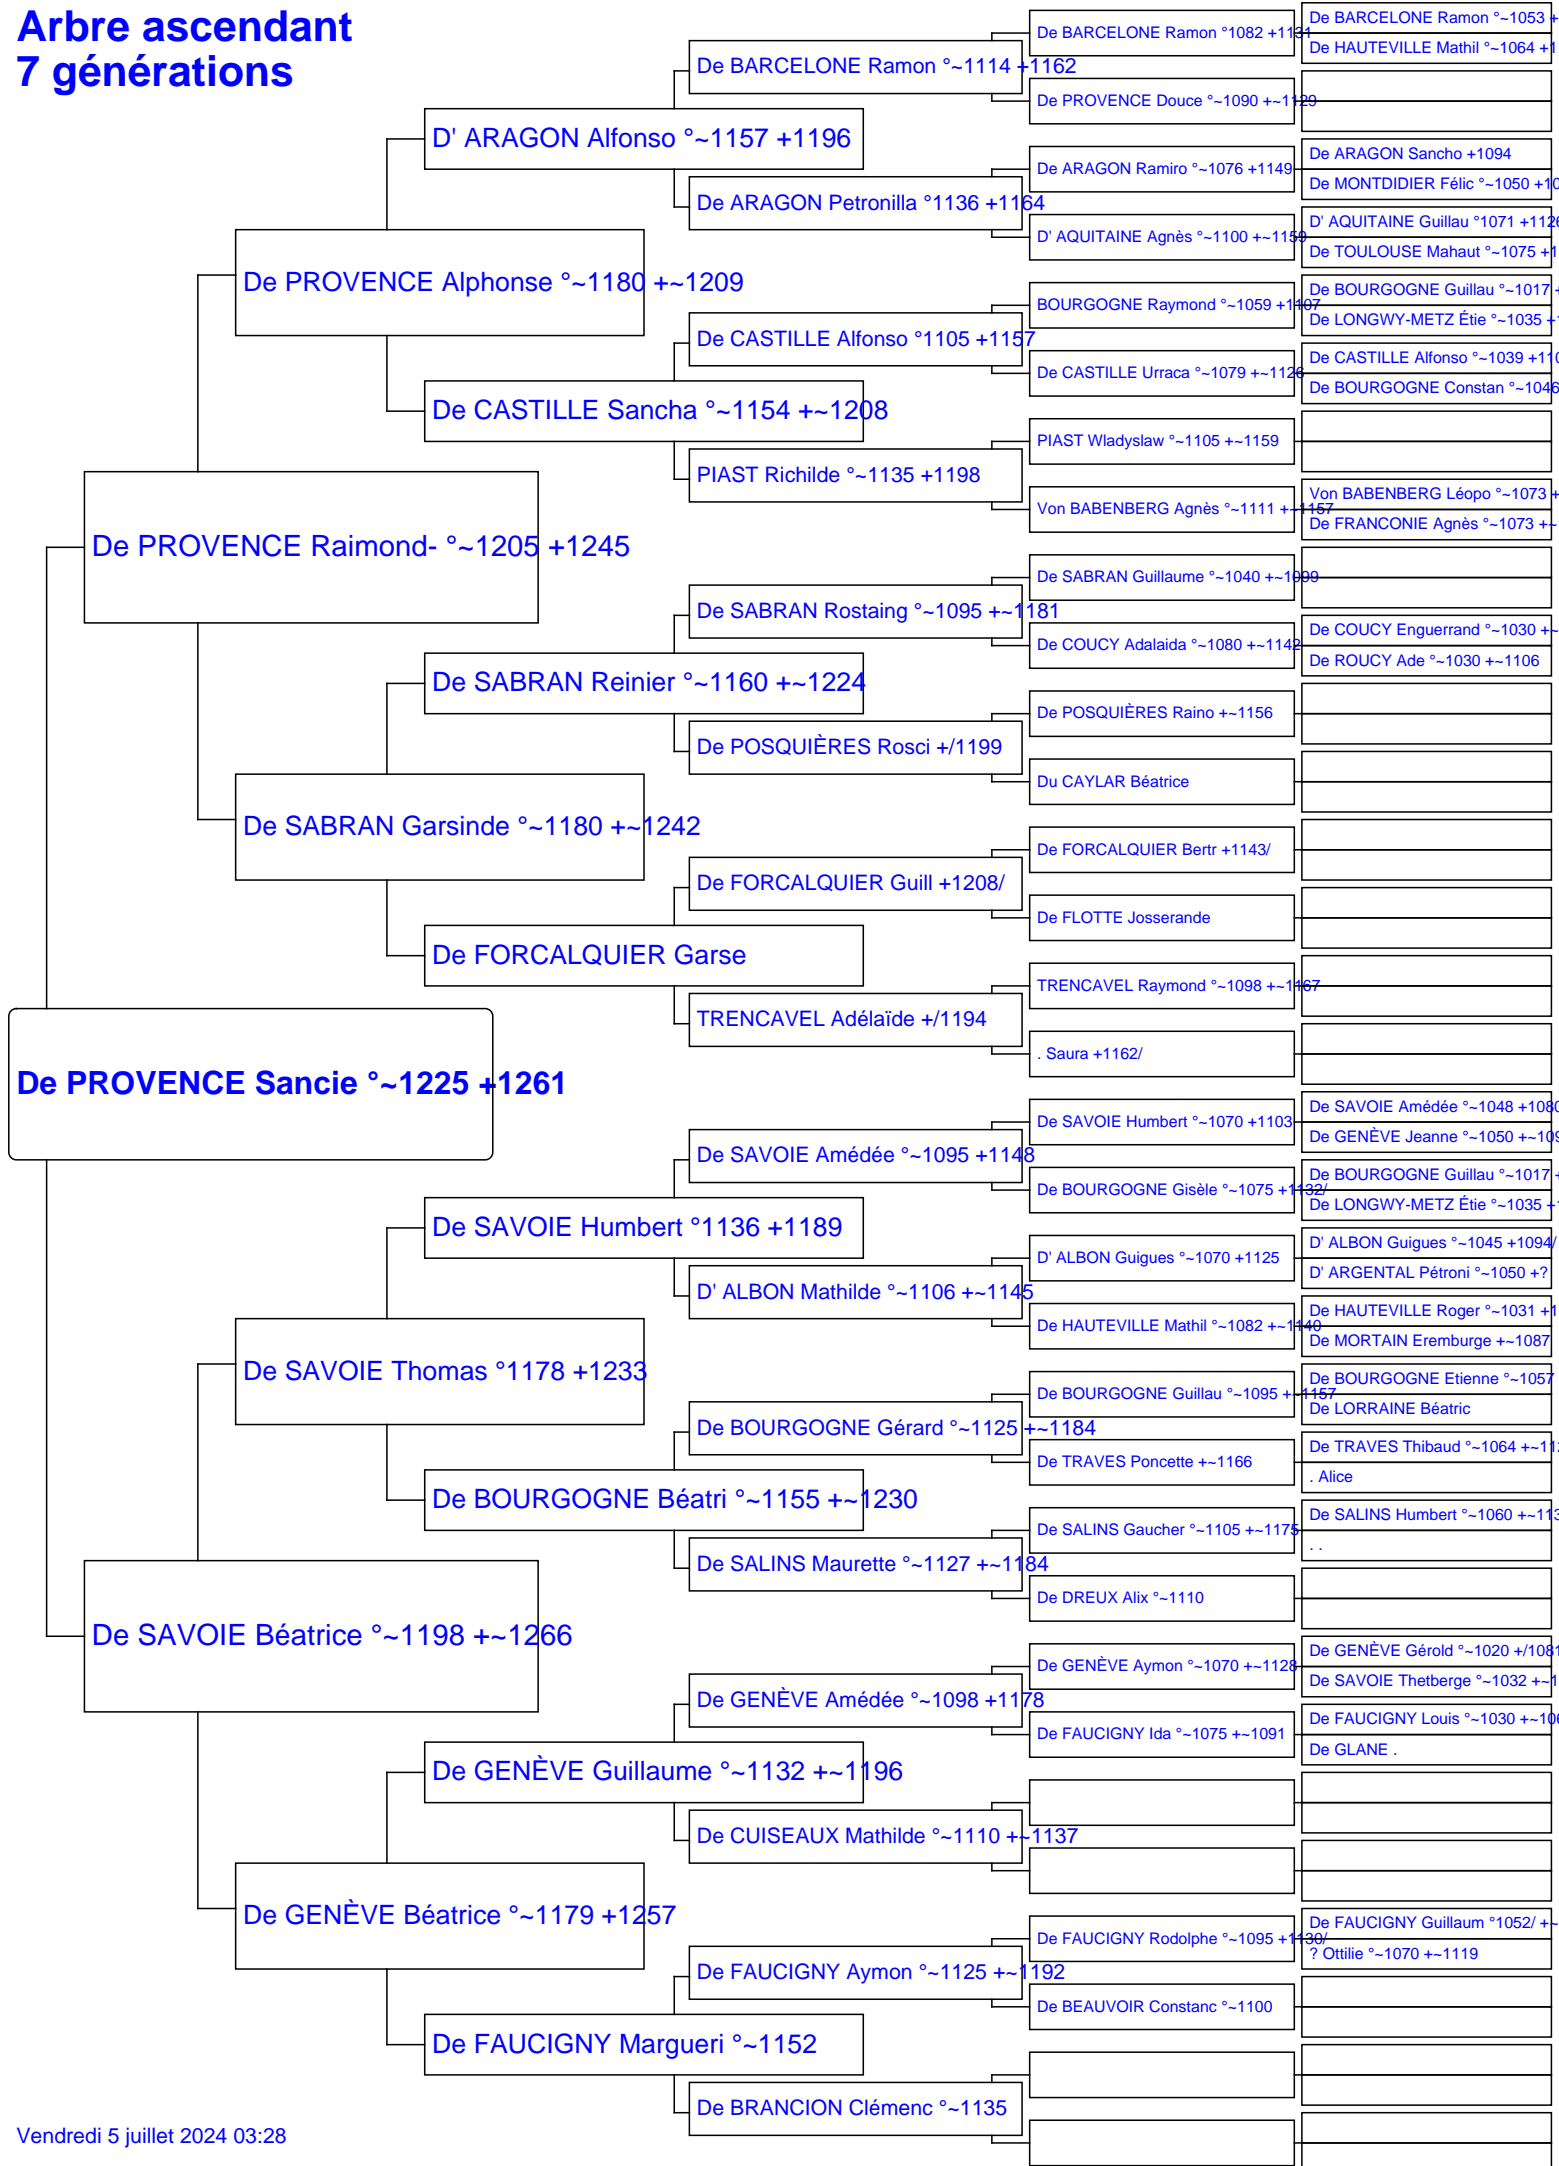 Arbre ascendant
7 générations
De PROVENCE Sancie °~1225 +1261
De PROVENCE Raimond- °~1205 +1245
De SAVOIE Béatrice °~1198 +~1266
De PROVENCE Alphonse °~1180 +~1209
De SABRAN Garsinde °~1180 +~1242
De SAVOIE Thomas °1178 +1233
De GENÈVE Béatrice °~1179 +1257
D' ARAGON Alfonso °~1157 +1196
De CASTILLE Sancha °~1154 +~1208
De SABRAN Reinier °~1160 +~1224
De FORCALQUIER Garse
De SAVOIE Humbert °1136 +1189
De BOURGOGNE Béatri °~1155 +~1230
De GENÈVE Guillaume °~1132 +~1196
De FAUCIGNY Margueri °~1152
De BARCELONE Ramon °~1114 +1162
De ARAGON Petronilla °1136 +1164
De CASTILLE Alfonso °1105 +1157
PIAST Richilde °~1135 +1198
De SABRAN Rostaing °~1095 +~1181
De POSQUIÈRES Rosci +/1199
De FORCALQUIER Guill +1208/
TRENCAVEL Adélaïde +/1194
De SAVOIE Amédée °~1095 +1148
D' ALBON Mathilde °~1106 +~1145
De BOURGOGNE Gérard °~1125 +~1184
De SALINS Maurette °~1127 +~1184
De GENÈVE Amédée °~1098 +1178
De CUISEAUX Mathilde °~1110 +~1137
De FAUCIGNY Aymon °~1125 +~1192
De BRANCION Clémenc °~1135
De BARCELONE Ramon °1082 +1131
De PROVENCE Douce °~1090 +~1129
De ARAGON Ramiro °~1076 +1149
D' AQUITAINE Agnès °~1100 +~1159
BOURGOGNE Raymond °~1059 +1107
De CASTILLE Urraca °~1079 +~1126
PIAST Wladyslaw °~1105 +~1159
Von BABENBERG Agnès °~1111 +~1157
De SABRAN Guillaume °~1040 +~1099
De COUCY Adalaida °~1080 +~1142
De POSQUIÈRES Raino +~1156
Du CAYLAR Béatrice
De FORCALQUIER Bertr +1143/
De FLOTTE Josserande
TRENCAVEL Raymond °~1098 +~1167
. Saura +1162/
De SAVOIE Humbert °~1070 +1103
De BOURGOGNE Gisèle °~1075 +1132/
D' ALBON Guigues °~1070 +1125
De HAUTEVILLE Mathil °~1082 +~1140
De BOURGOGNE Guillau °~1095 +~1157
De TRAVES Poncette +~1166
De SALINS Gaucher °~1105 +~1175
De DREUX Alix °~1110
De GENÈVE Aymon °~1070 +~1128
De FAUCIGNY Ida °~1075 +~1091
De FAUCIGNY Rodolphe °~1095 +1130/
De BEAUVOIR Constanc °~1100
De BARCELONE Ramon °~1053 +
De HAUTEVILLE Mathil °~1064 +1
De ARAGON Sancho +1094
De MONTDIDIER Félic °~1050 +10
D' AQUITAINE Guillau °1071 +1126
De TOULOUSE Mahaut °~1075 +1
De BOURGOGNE Guillau °~1017 +
De LONGWY-METZ Étie °~1035 +1
De CASTILLE Alfonso °~1039 +110
De BOURGOGNE Constan °~1046
Von BABENBERG Léopo °~1073 +
De FRANCONIE Agnès °~1073 +~
De COUCY Enguerrand °~1030 +~
De ROUCY Ade °~1030 +~1106
De SAVOIE Amédée °~1048 +1080
De GENÈVE Jeanne °~1050 +~109
De BOURGOGNE Guillau °~1017 +
De LONGWY-METZ Étie °~1035 +1
D' ALBON Guigues °~1045 +1094/
D' ARGENTAL Pétroni °~1050 +?
De HAUTEVILLE Roger °~1031 +1
De MORTAIN Eremburge +~1087
De BOURGOGNE Etienne °~1057
De LORRAINE Béatric
De TRAVES Thibaud °~1064 +~112
. Alice
De SALINS Humbert °~1060 +~113
. .
De GENÈVE Gérold °~1020 +/1081
De SAVOIE Thetberge °~1032 +~1
De FAUCIGNY Louis °~1030 +~106
De GLANE .
De FAUCIGNY Guillaum °1052/ +~
? Ottilie °~1070 +~1119
Vendredi 5 juillet 2024 03:28